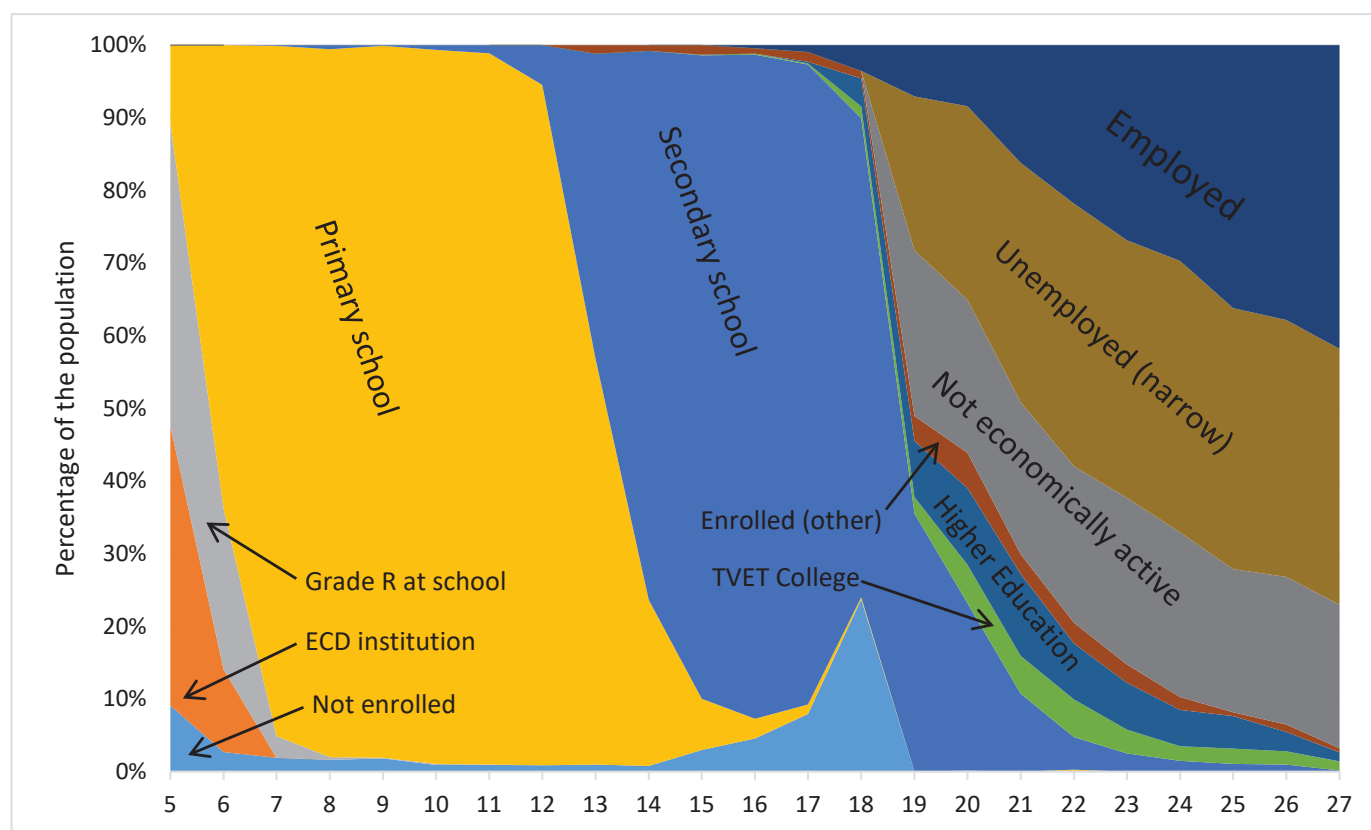 100%
90%
80%
70%
60%
50%
40%
30%
20%
10%
0%
Percentage of the population
Primary school
Secondary school
Employed
Unemployed (narrow)
Not economically active
Enrolled (other)
Higher Education
TVET College
Grade R at school
ECD institution
Not enrolled
5 6 7 8 9 10 11 12 13 14 15 16 17 18 19 20 21 22 23 24 25 26 27